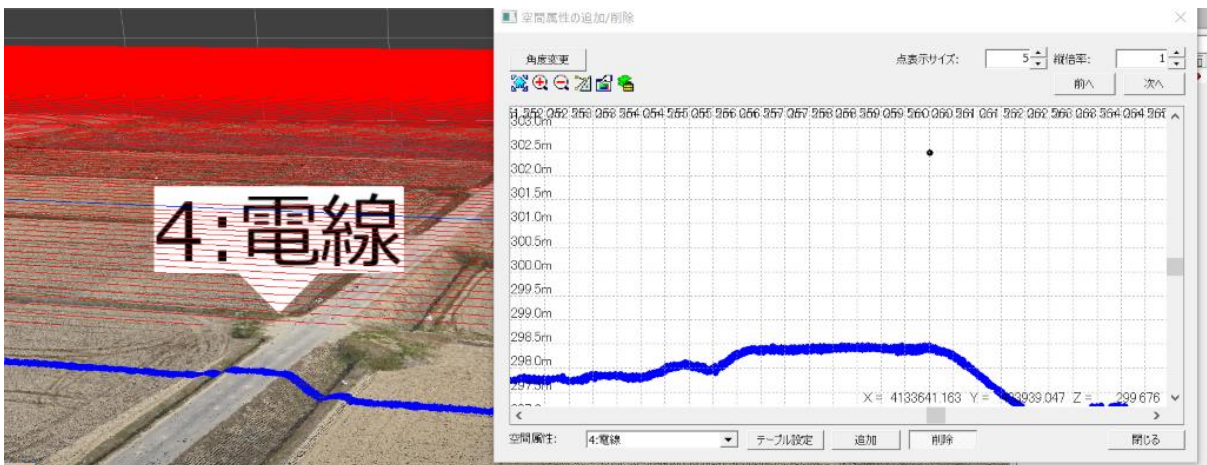 4:電線
空間属性の追加/削除
角度変更
点表示サイズ: 5 縦倍率: 1
前へ 次へ
303.0m
302.5m
302.0m
301.5m
301.0m
300.5m
300.0m
299.5m
299.0m
298.5m
298.0m
297.5m
X = 4133641.163 Y = 939.047 Z = 299.676
空間属性: 4:電線 テーブル設定 追加 削除 閉じる